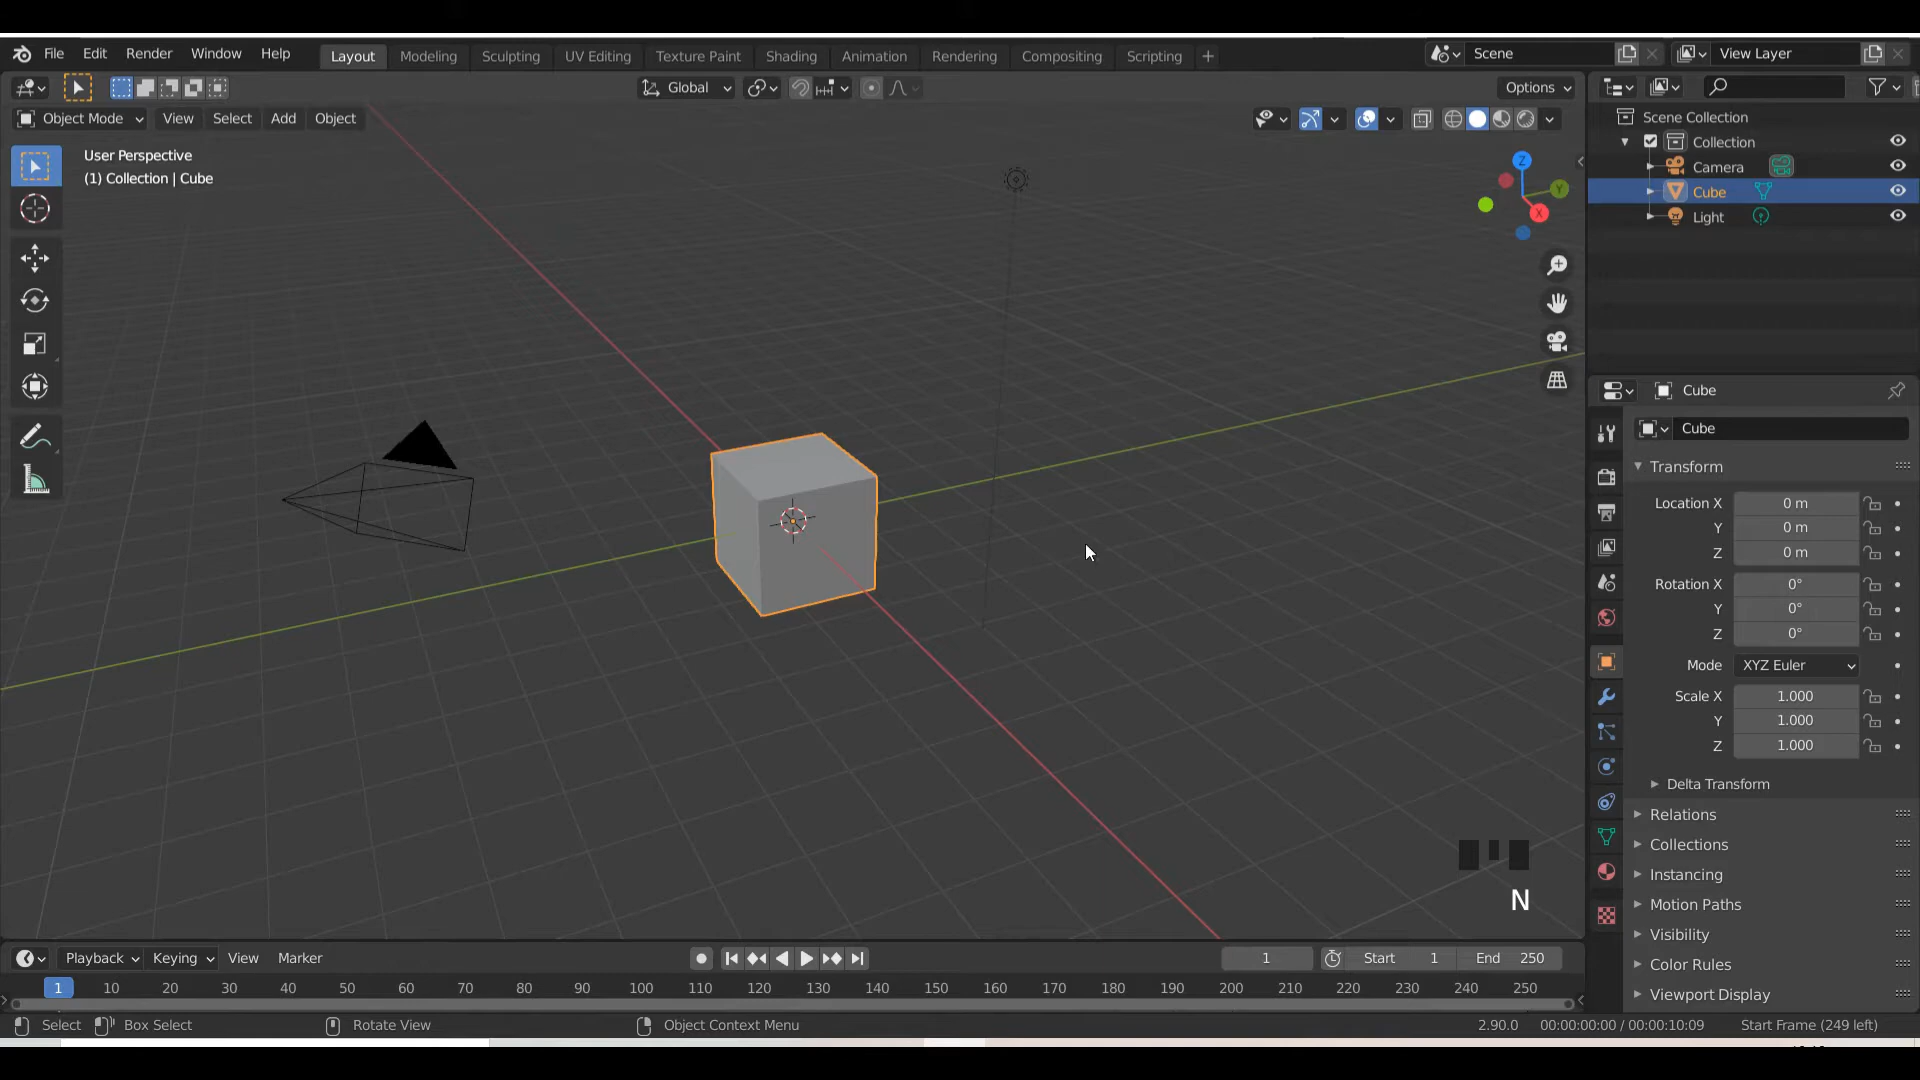 File Edit Render Window Help Layout Modeling Sculpting UV Editing Texture Paint Shading Animation Rendering Compositing Scripting + Scene View Layer
Global Options
Object Mode View Select Add Object
User Perspective
(1) Collection | Cube
Z
Y
X
Scene Collection
Collection
Camera
Cube
Light
Cube
Cube
Transform
Location X 0 m
Y 0 m
Z 0 m
Rotation X 0°
Y 0°
Z 0°
Mode XYZ Euler
Scale X 1.000
Y 1.000
Z 1.000
Delta Transform
Relations
Collections
Instancing
Motion Paths
Visibility
Color Rules
Viewport Display
N
Playback Keying View Marker 1 Start 1 End 250
1 10 20 30 40 50 60 70 80 90 100 110 120 130 140 150 160 170 180 190 200 210 220 230 240 250
Select Box Select Rotate View Object Context Menu 2.90.0 00:00:00:00 / 00:00:10:09 Start Frame (249 left)